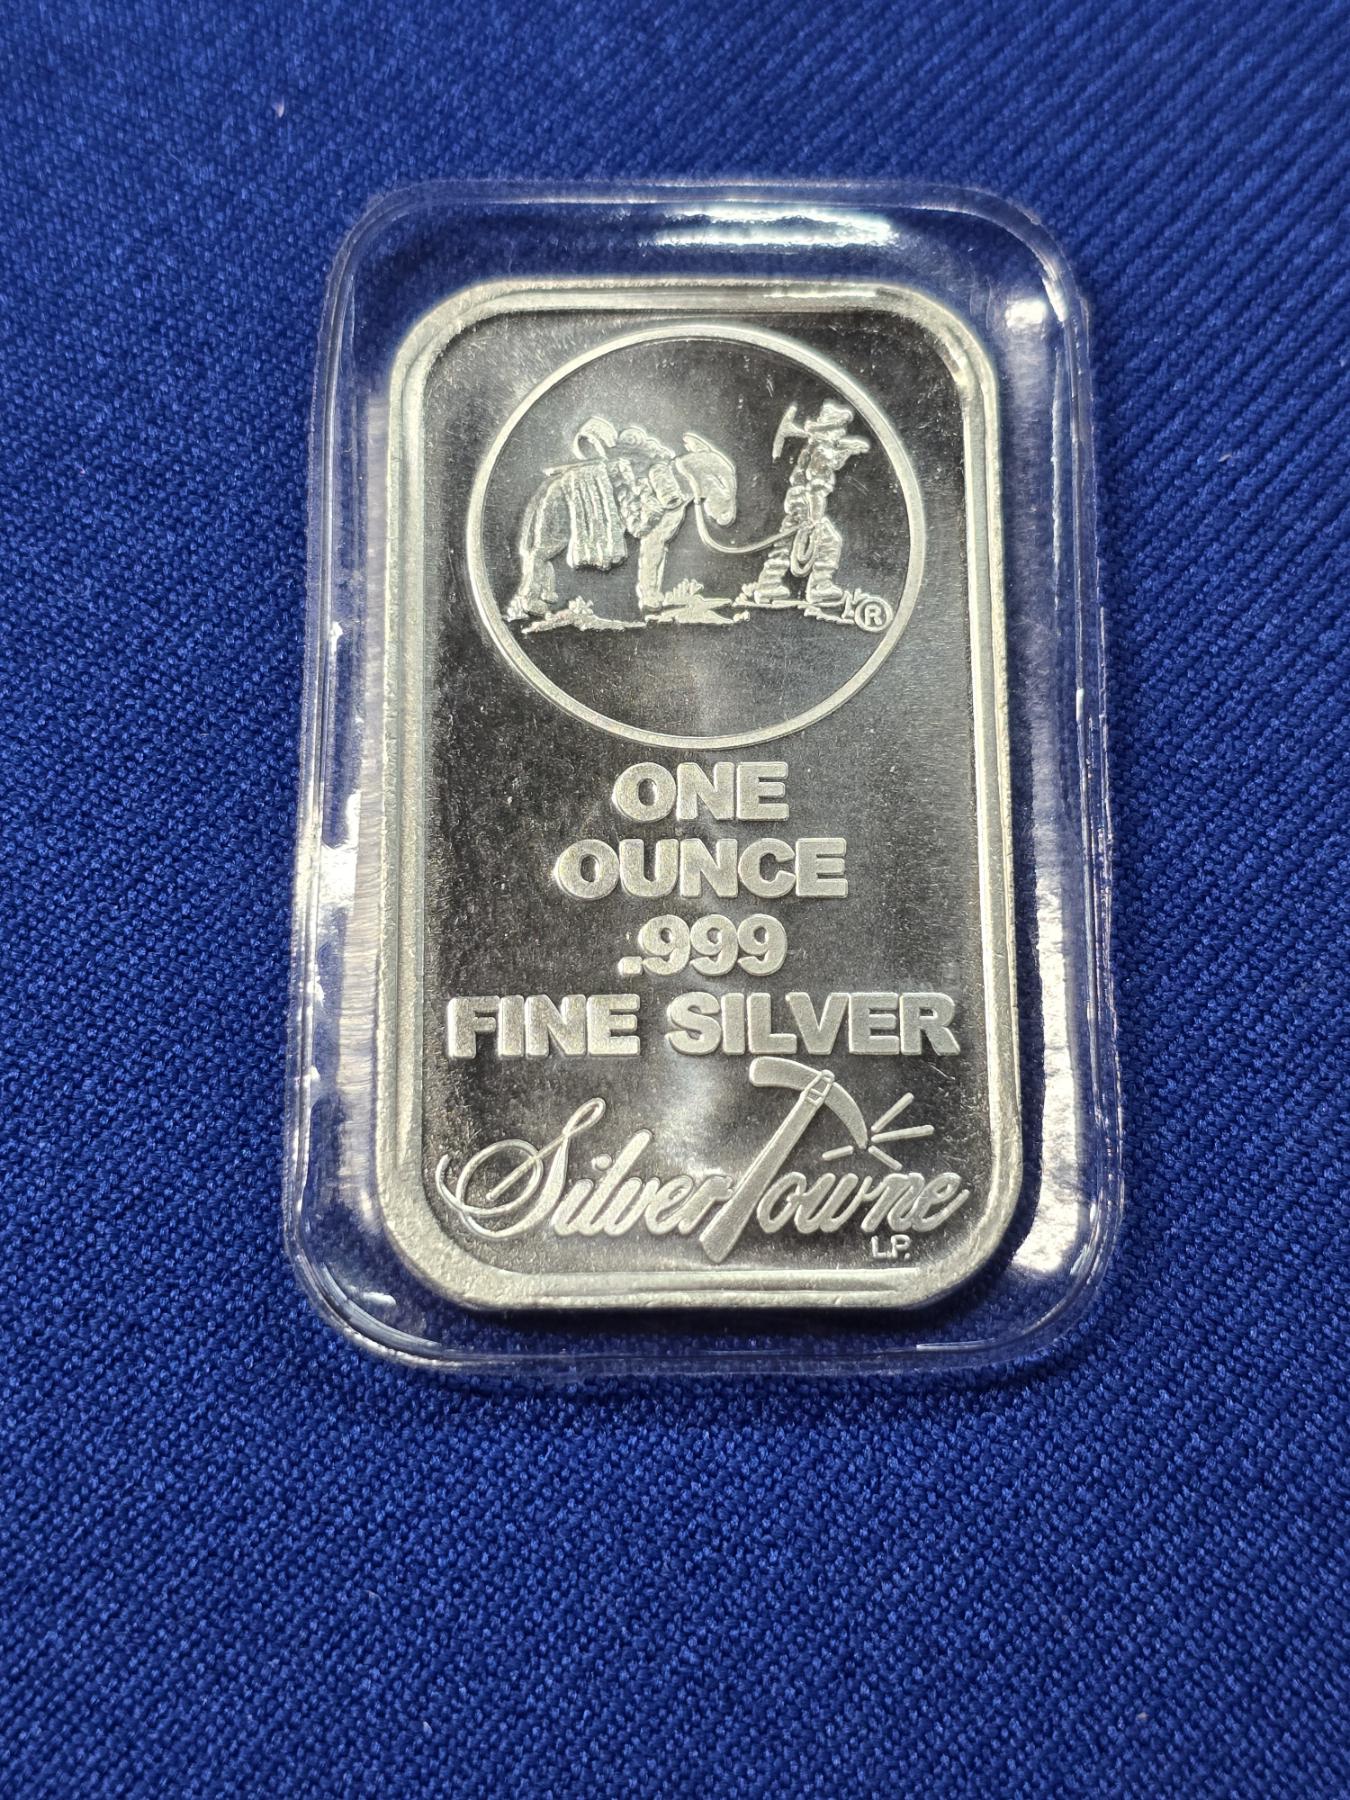 ®
ONE
OUNCE
.999
FINE SILVER
SilverTowne
L.P.